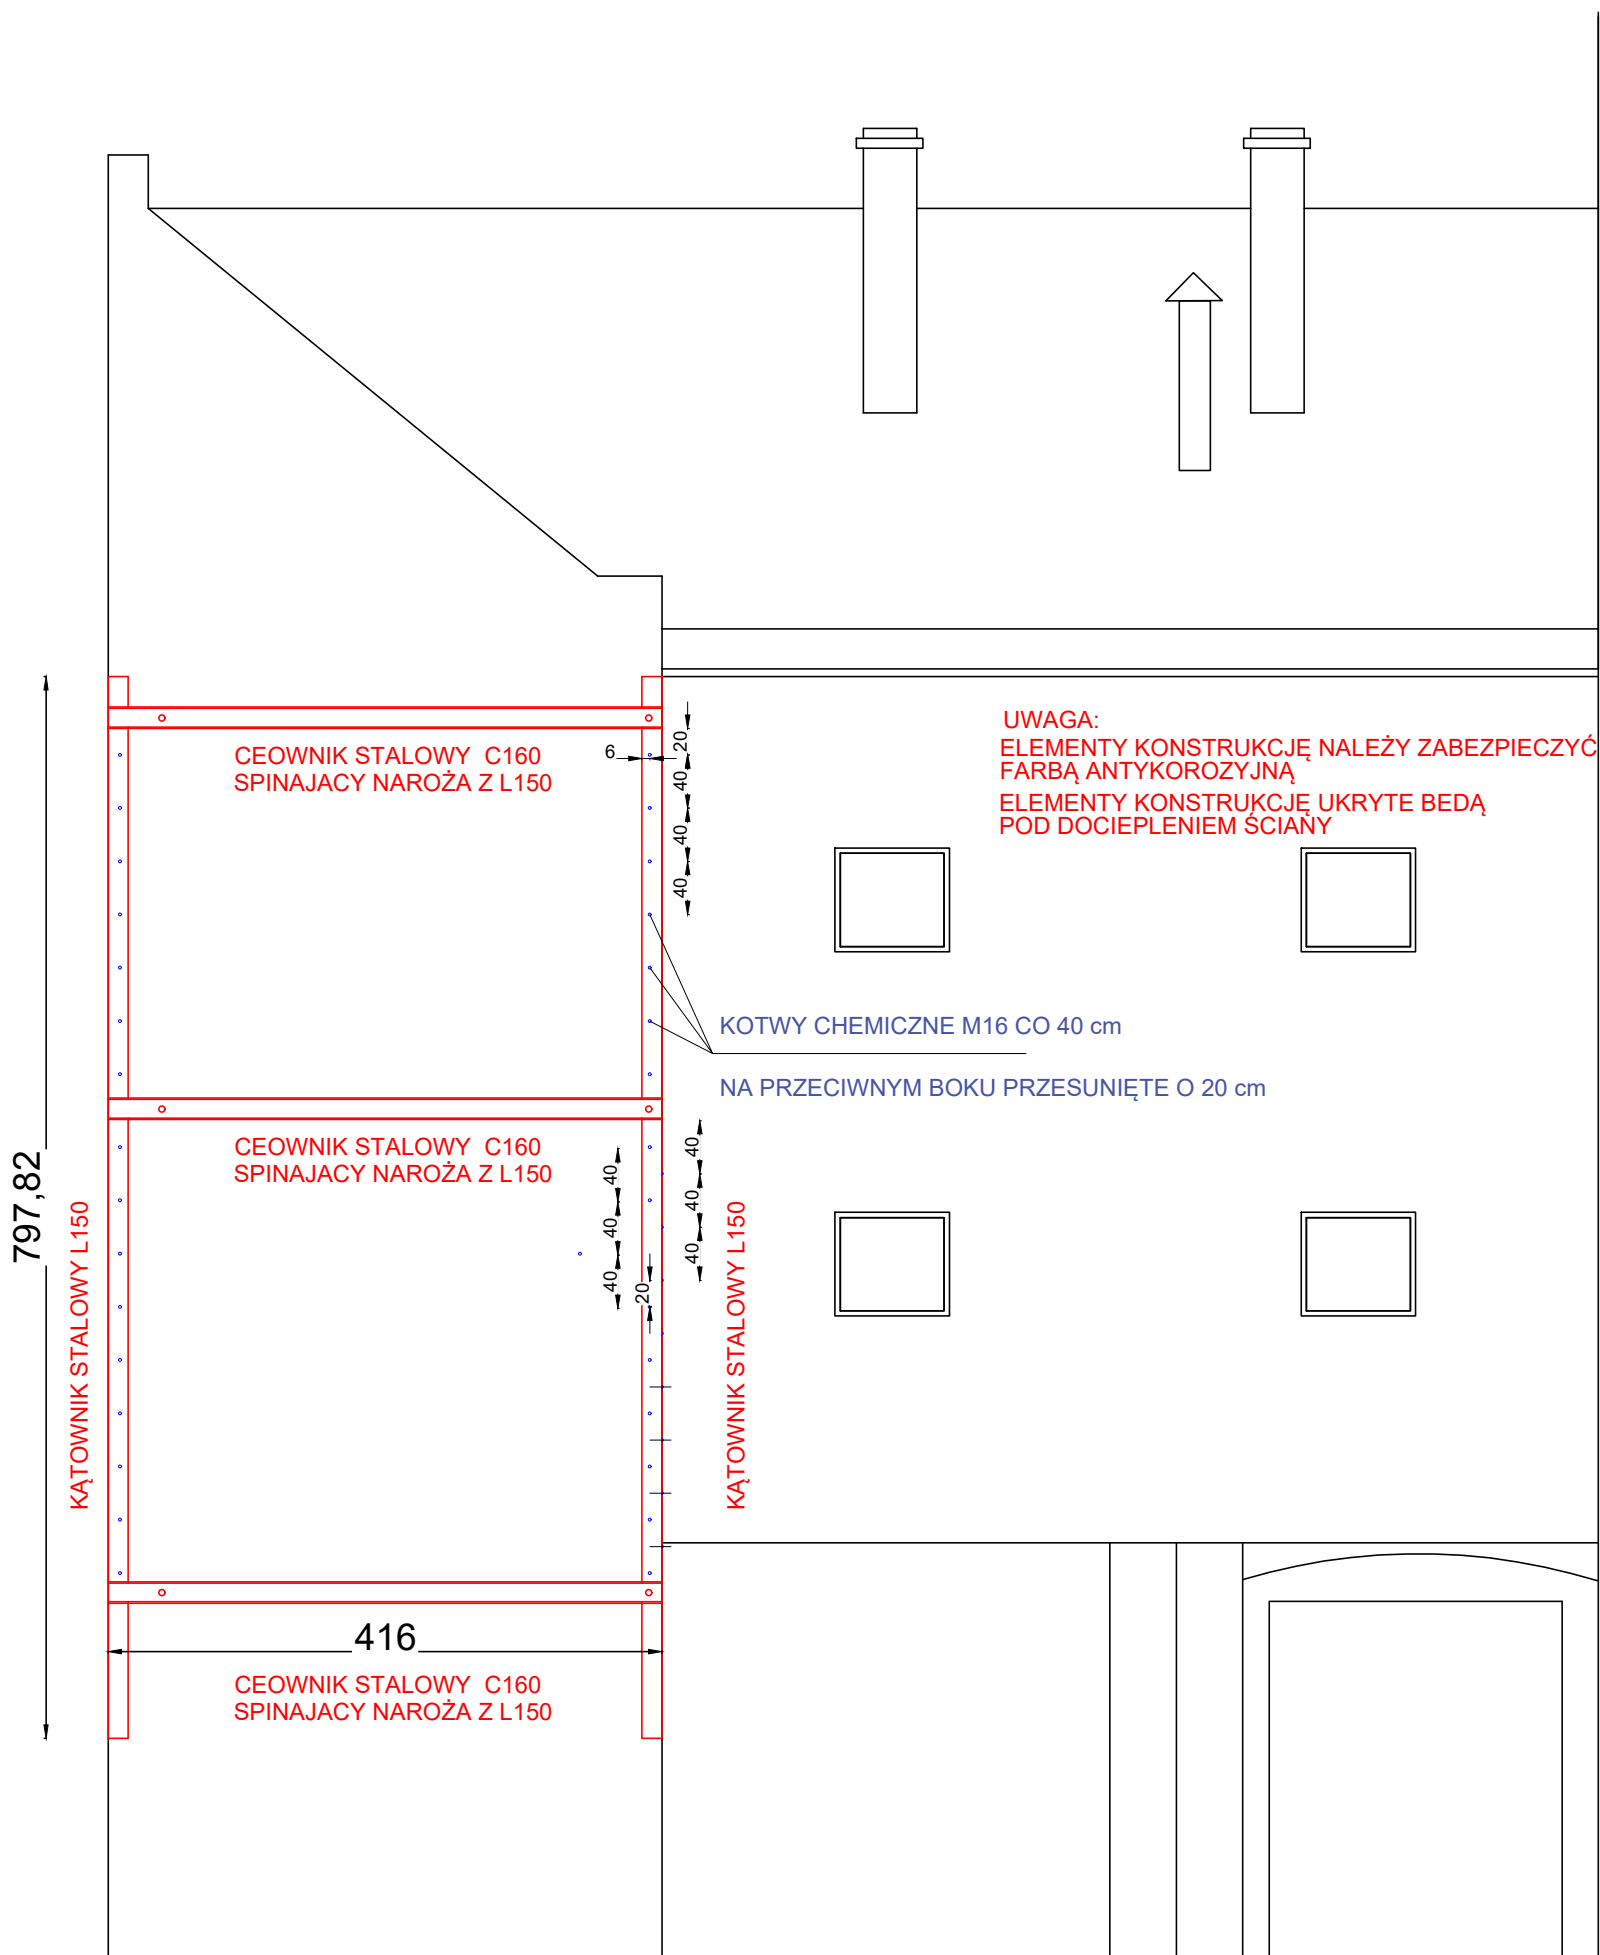 UWAGA:
ELEMENTY KONSTRUKCJĘ NALEŻY ZABEZPIECZYĆ
FARBĄ ANTYKOROZYJNĄ
ELEMENTY KONSTRUKCJĘ UKRYTE BEDĄ
POD DOCIEPLENIEM ŚCIANY
CEOWNIK STALOWY C160
SPINAJACY NAROŻA Z L150
6
20
40
40
40
KOTWY CHEMICZNE M16 CO 40 cm
NA PRZECIWNYM BOKU PRZESUNIĘTE O 20 cm
CEOWNIK STALOWY C160
SPINAJACY NAROŻA Z L150
40
40
40
20
40
40
40
797,82
KĄTOWNIK STALOWY L150
KĄTOWNIK STALOWY L150
416
CEOWNIK STALOWY C160
SPINAJACY NAROŻA Z L150